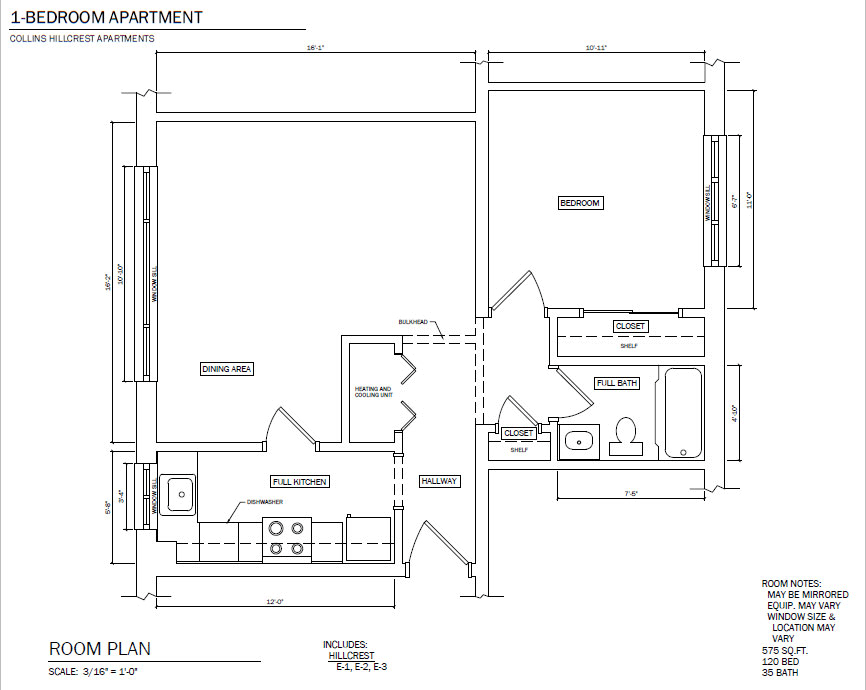 1-BEDROOM APARTMENT
COLLINS HILLCREST APARTMENTS
16'-1"
10'-11"
BEDROOM
WINDOW SILL
6'-7"
11'-0"
16'-2"
10'-10"
WINDOW SILL
BULKHEAD
CLOSET
SHELF
DINING AREA
HEATING AND
COOLING UNIT
FULL BATH
4'-10"
CLOSET
SHELF
FULL KITCHEN
HALLWAY
WINDOW SILL
3'-4"
5'-8"
DISHWASHER
7'-5"
12'-0"
ROOM NOTES:
MAY BE MIRRORED
EQUIP. MAY VARY
WINDOW SIZE &
LOCATION MAY
VARY
575 SQ.FT.
120 BED
35 BATH
ROOM PLAN
SCALE: 3/16" = 1'-0"
INCLUDES:
HILLCREST
E-1, E-2, E-3